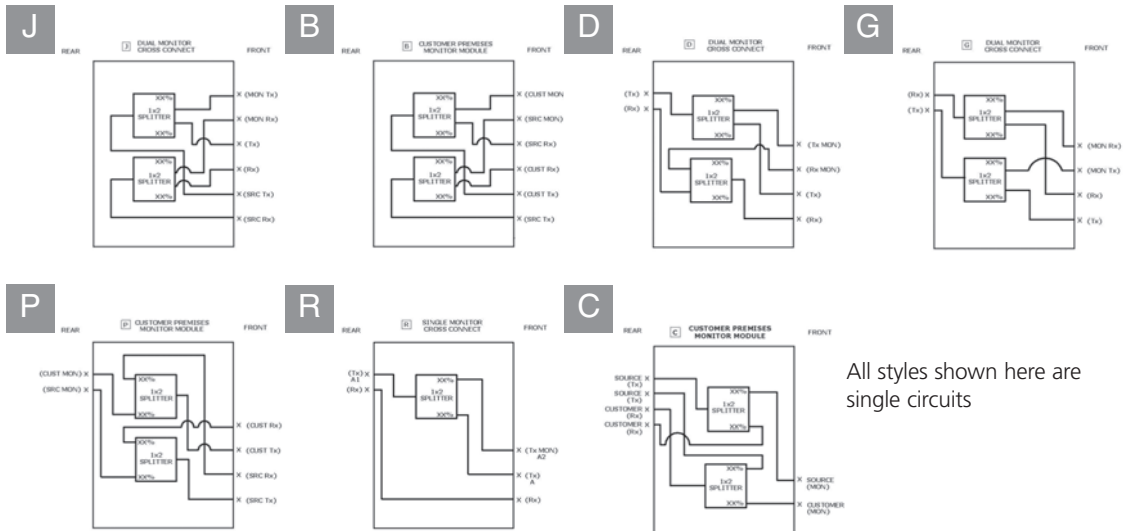 J
REAR
J DUAL MONITOR
CROSS CONNECT
FRONT
XX%
1x2
SPLITTER
XX%
XX%
1x2
SPLITTER
XX%
X (MON Tx)
X (MON Rx)
X (Tx)
X (Rx)
X (SRC Tx)
X (SRC Rx)
B
REAR
B CUSTOMER PREMISES
MONITOR MODULE
FRONT
XX%
1x2
SPLITTER
XX%
XX%
1x2
SPLITTER
XX%
X (CUST MON
X (SRC MON)
X (SRC Rx)
X (CUST Rx)
X (CUST Tx)
X (SRC Tx)
D
REAR
D DUAL MONITOR
CROSS CONNECT
FRONT
(Tx) X
(Rx) X
XX%
1x2
SPLITTER
XX%
XX%
1x2
SPLITTER
XX%
X (Tx MON)
X (Rx MON)
X (Tx)
X (Rx)
G
REAR
G DUAL MONITOR
CROSS CONNECT
FRONT
(Rx) X
(Tx) X
XX%
1x2
SPLITTER
XX%
XX%
1x2
SPLITTER
XX%
X (MON Rx)
X (MON Tx)
X (Rx)
X (Tx)
P
REAR
P CUSTOMER PREMISES
MONITOR MODULE
FRONT
(CUST MON) X
(SRC MON) X
XX%
1x2
SPLITTER
XX%
XX%
1x2
SPLITTER
XX%
X (CUST Rx)
X (CUST Tx)
X (SRC Rx)
X (SRC Tx)
R
REAR
R SINGLE MONITOR
CROSS CONNECT
FRONT
(Tx) X
A1
(Rx) X
XX%
1x2
SPLITTER
XX%
X (Tx MON)
A2
X (Tx)
A
X (Rx)
C
REAR
C CUSTOMER PREMISES
MONITOR MODULE
FRONT
SOURCE X
(Tx)
SOURCE X
(Tx)
CUSTOMER X
(Rx)
CUSTOMER X
(Rx)
XX%
1x2
SPLITTER
XX%
XX%
1x2
SPLITTER
XX%
X SOURCE
(MON)
X CUSTOMER
(MON)
All styles shown here are
single circuits